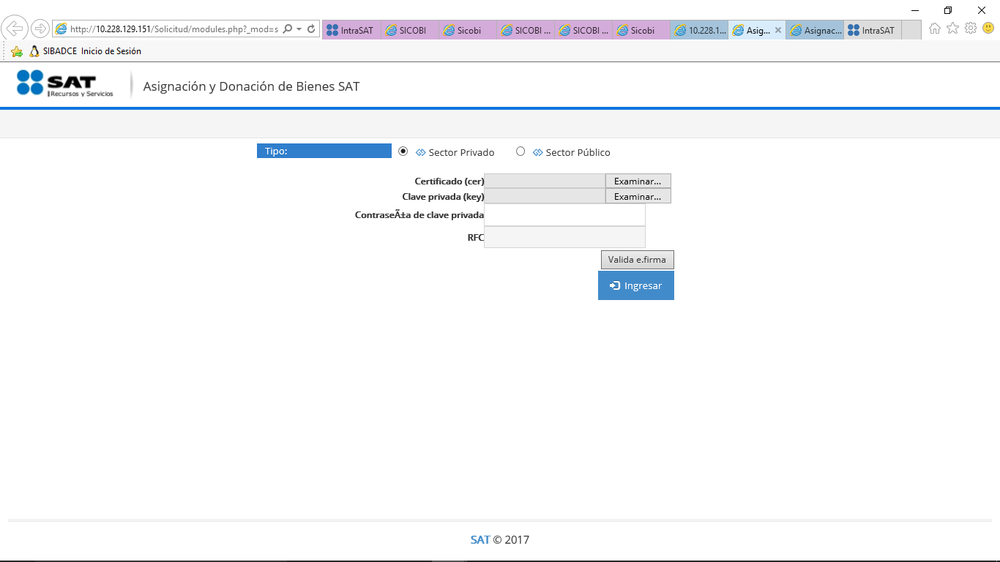 http://10.228.129.151/Solicitud/modules.php?_mod=s
IntraSAT
SICOBI
Sicobi
SICOBI ...
SICOBI ...
Sicobi
10.228.1...
Asig...
Asignac...
IntraSAT
SIBADCE Inicio de Sesión
SAT
Recursos y Servicios
Asignación y Donación de Bienes SAT
Tipo:
Sector Privado
Sector Público
Certificado (cer)
Examinar...
Clave privada (key)
Examinar...
ContraseÃ±a de clave privada
RFC
Valida e.firma
Ingresar
SAT © 2017